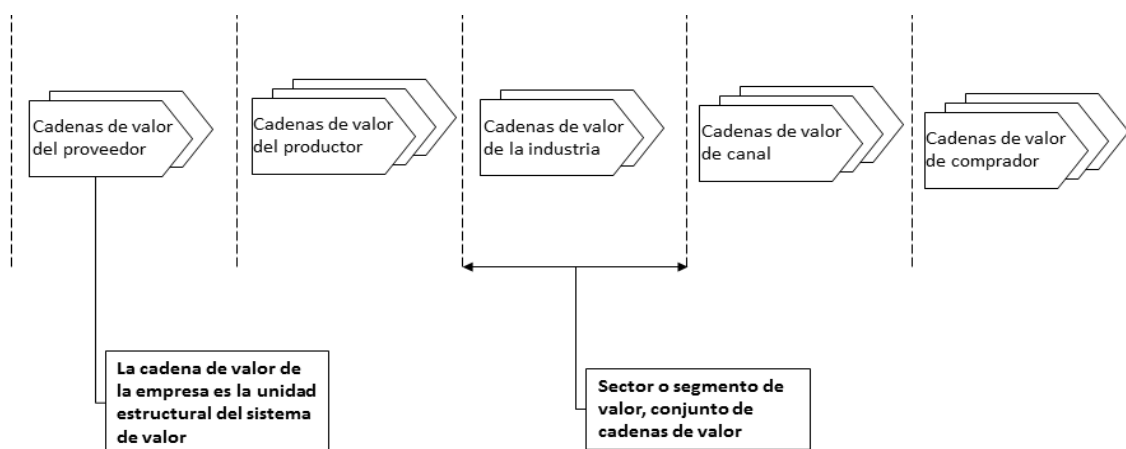 Cadenas de valor
del proveedor
Cadenas de valor
del productor
Cadenas de valor
de la industria
Cadenas de valor
de canal
Cadenas de valor
de comprador
La cadena de valor de
la empresa es la unidad
estructural del sistema
de valor
Sector o segmento de
valor, conjunto de
cadenas de valor